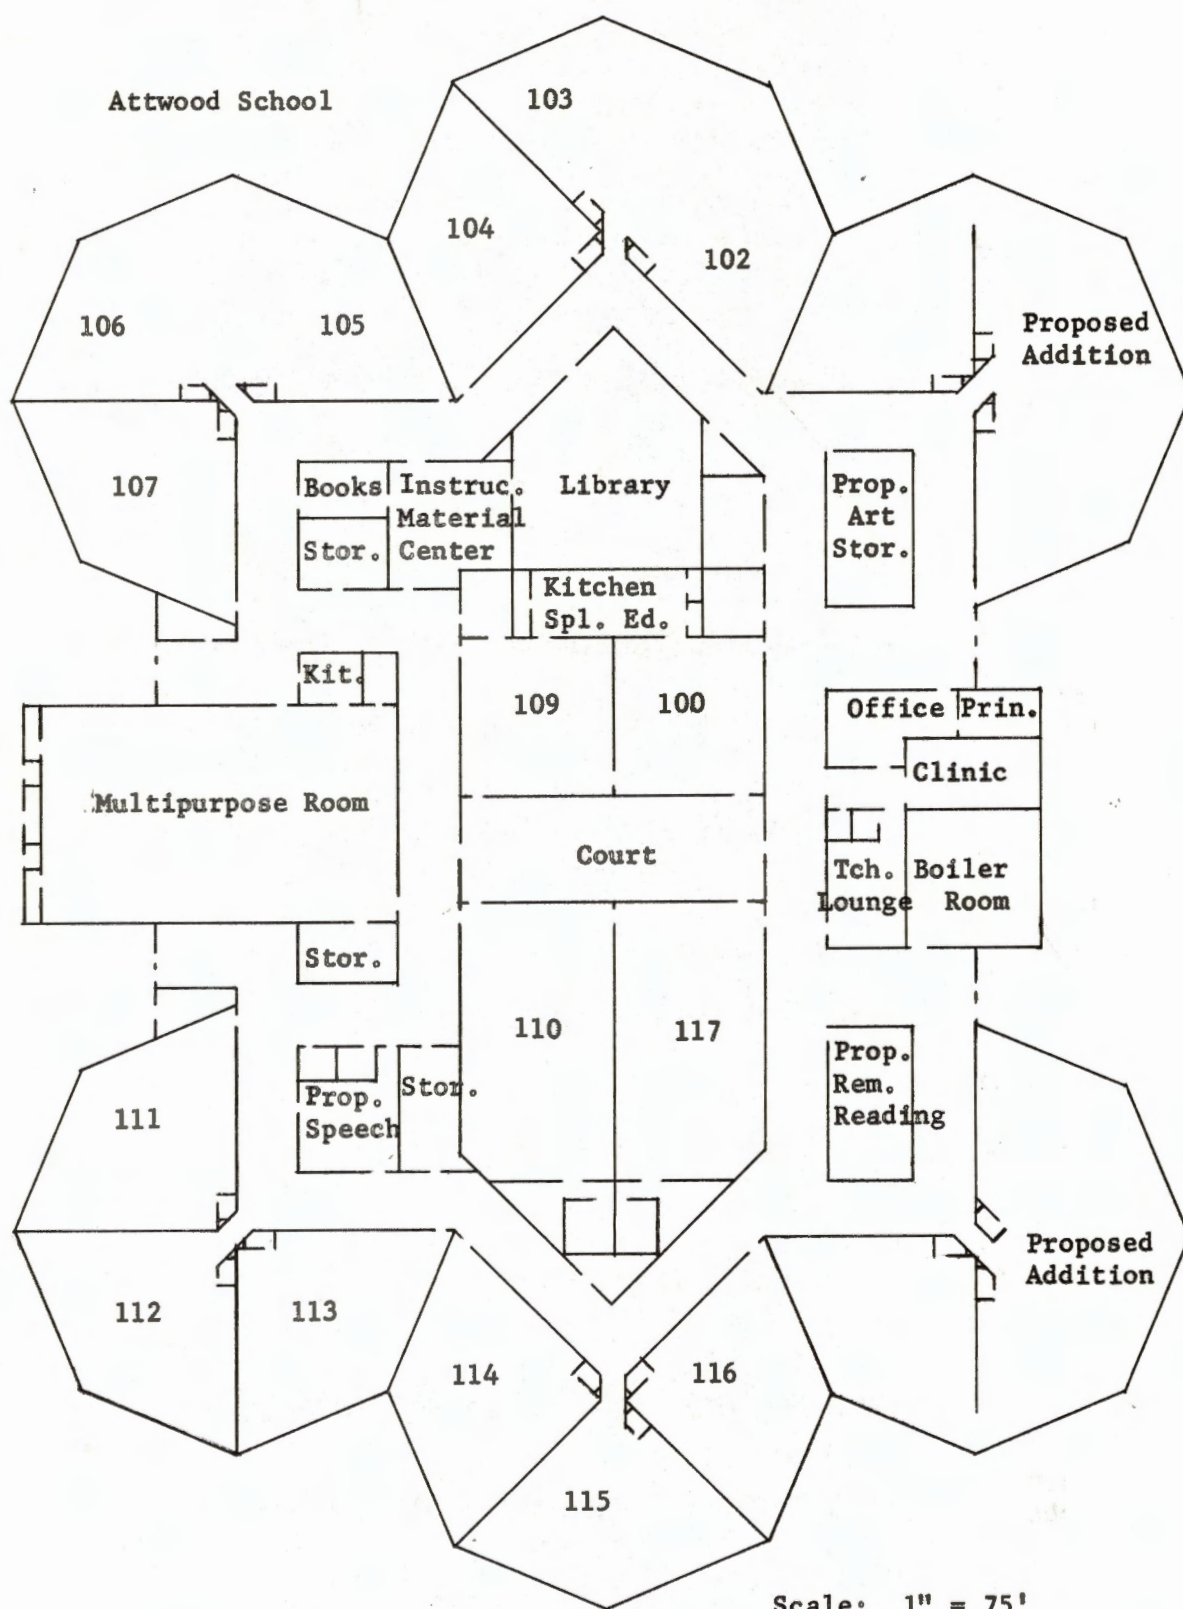 Attwood School
103
104
102
106
105
Proposed
Addition
107
Books
Instruc.
Material
Center
Stor.
Library
Prop.
Art
Stor.
Kitchen
Spl. Ed.
Kit.
109
100
Office
Prin.
Clinic
Multipurpose Room
Court
Tch.
Lounge
Boiler
Room
Stor.
110
117
Prop.
Rem.
Reading
111
Prop.
Speech
Stor.
112
113
114
116
Proposed
Addition
115
Scale: 1" = 75'